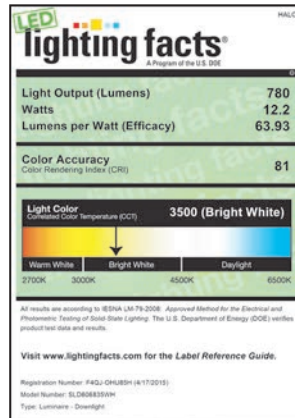 LED
HALO
lighting facts®
A Program of the U.S. DOE
Light Output (Lumens) 780
Watts 12.2
Lumens per Watt (Efficacy) 63.93
Color Accuracy 81
Color Rendering Index (CRI)
Light Color 3500 (Bright White)
Correlated Color Temperature (CCT)
Warm White Bright White Daylight
2700K 3000K 4500K 6500K
All results are according to IESNA LM-79-2008: Approved Method for the Electrical and
Photometric Testing of Solid-State Lighting. The U.S. Department of Energy (DOE) verifies
product test data and results.
Visit www.lightingfacts.com for the Label Reference Guide.
Registration Number: F4QJ-OHU85H (4/17/2015)
Model Number: SLD606835WH
Type: Luminaire - Downlight